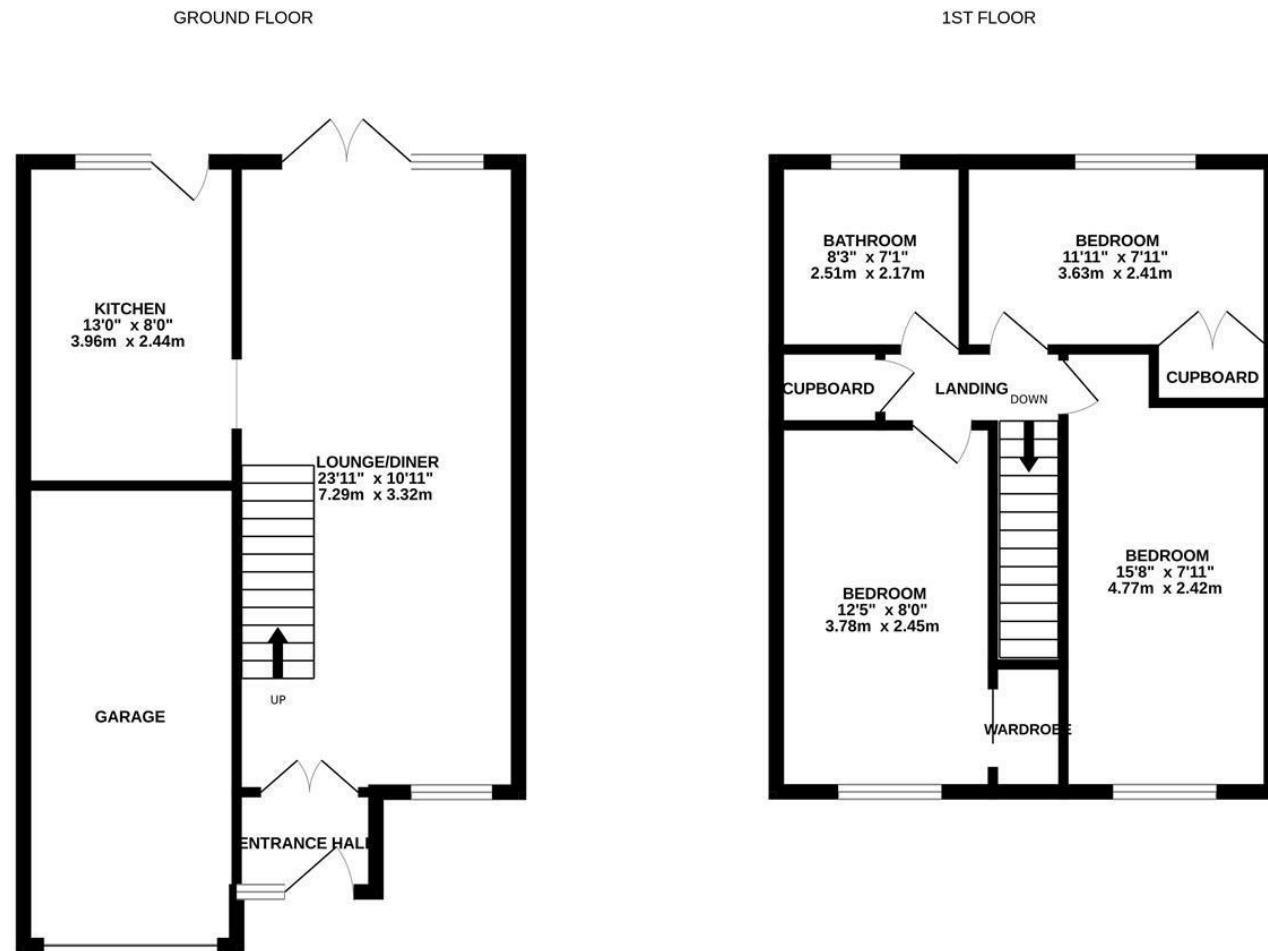 GROUND FLOOR
KITCHEN
13'0" x 8'0"
3.96m x 2.44m
LOUNGE/DINER
23'11" x 10'11"
7.29m x 3.32m
UP
GARAGE
ENTRANCE HALL
1ST FLOOR
BATHROOM
8'3" x 7'1"
2.51m x 2.17m
BEDROOM
11'11" x 7'11"
3.63m x 2.41m
CUPBOARD
CUPBOARD
LANDING
DOWN
BEDROOM
12'5" x 8'0"
3.78m x 2.45m
BEDROOM
15'8" x 7'11"
4.77m x 2.42m
WARDROBE